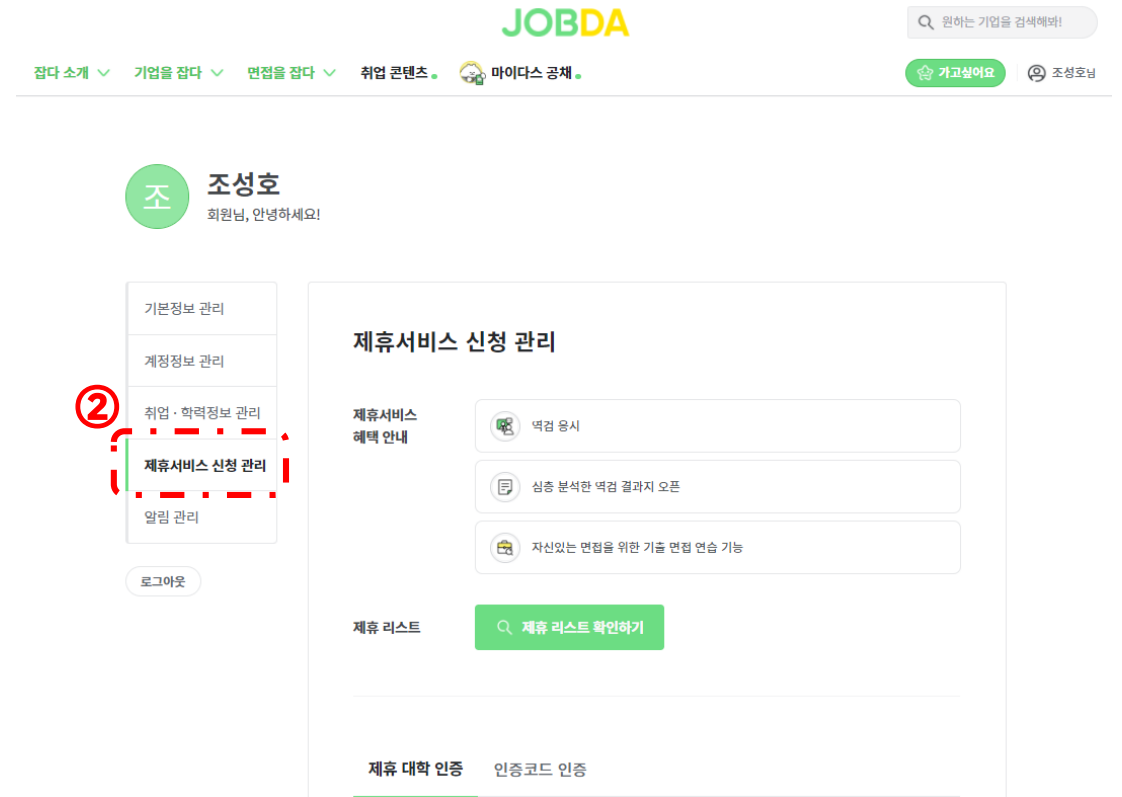 JOBDA
원하는 기업을 검색해봐!
잡다 소개
기업을 잡다
면접을 잡다
취업 콘텐츠
마이다스 공채
가고싶어요
조성호님
조
조성호
회원님, 안녕하세요!
기본정보 관리
계정정보 관리
②
취업 · 학력정보 관리
제휴서비스 신청 관리
알림 관리
로그아웃
제휴서비스 신청 관리
제휴서비스
혜택 안내
역검 응시
심층 분석한 역검 결과지 오픈
자신있는 면접을 위한 기출 면접 연습 기능
제휴 리스트
제휴 리스트 확인하기
제휴 대학 인증
인증코드 인증